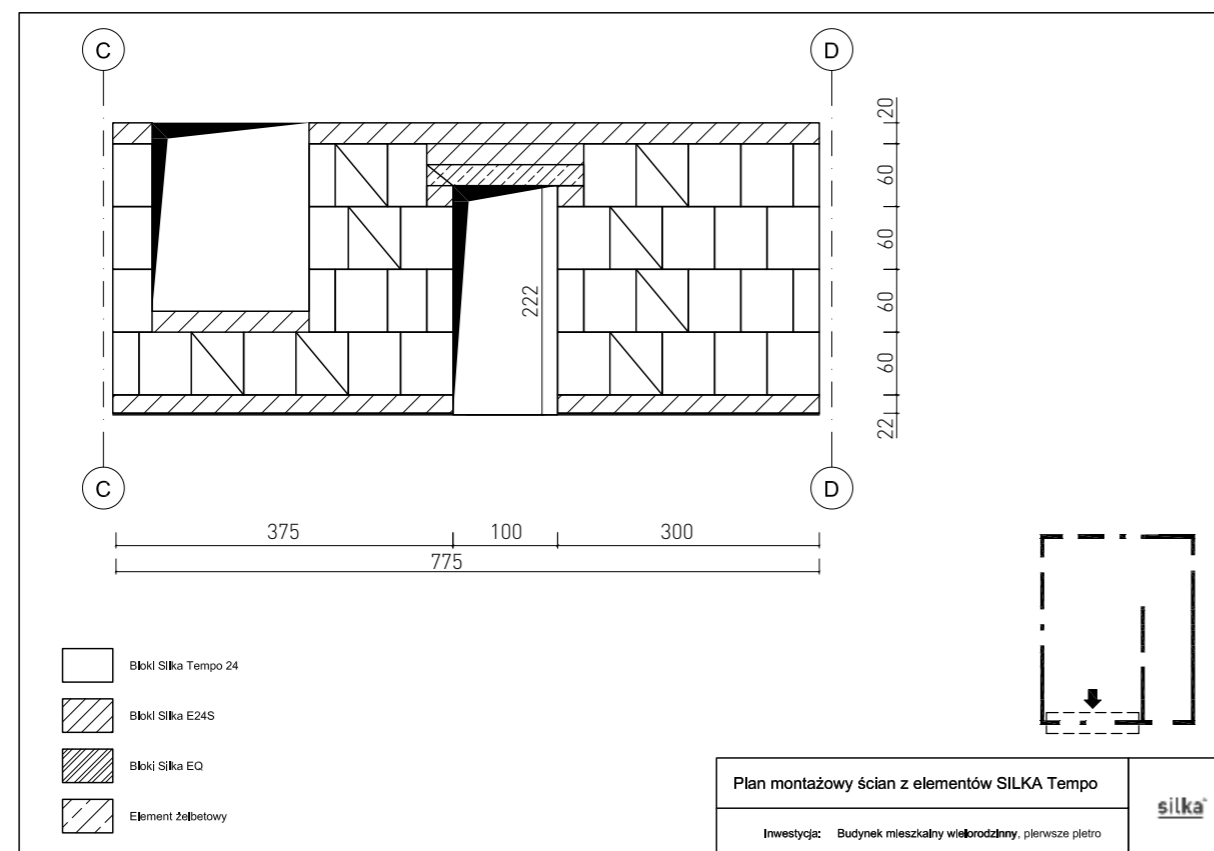 C
D
20
60
60
60
60
22
222
C
D
375
100
300
775
Bloki Silka Tempo 24
Bloki Silka E24S
Bloki Silka EQ
Element żelbetowy
Plan montażowy ścian z elementów SILKA Tempo
Inwestycja: Budynek mieszkalny wielorodzinny, pierwsze piętro
silka